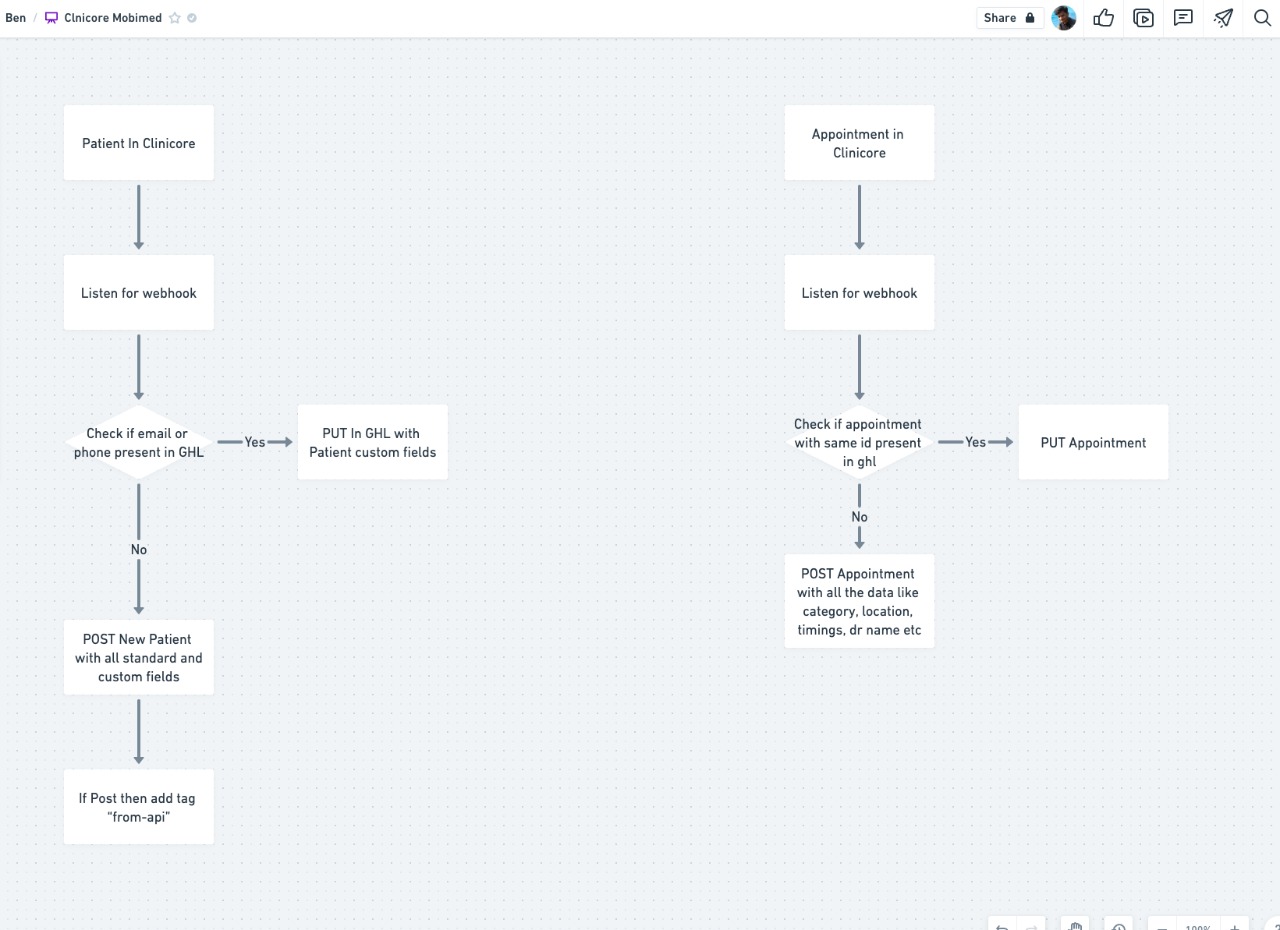 Ben / Clnicore Mobimed
Share
Patient In Clinicore
Listen for webhook
Check if email or
phone present in GHL
Yes
PUT In GHL with
Patient custom fields
No
POST New Patient
with all standard and
custom fields
If Post then add tag
“from-api”
Appointment in
Clinicore
Listen for webhook
Check if appointment
with same id present
in ghl
Yes
PUT Appointment
No
POST Appointment
with all the data like
category, location,
timings, dr name etc
100%